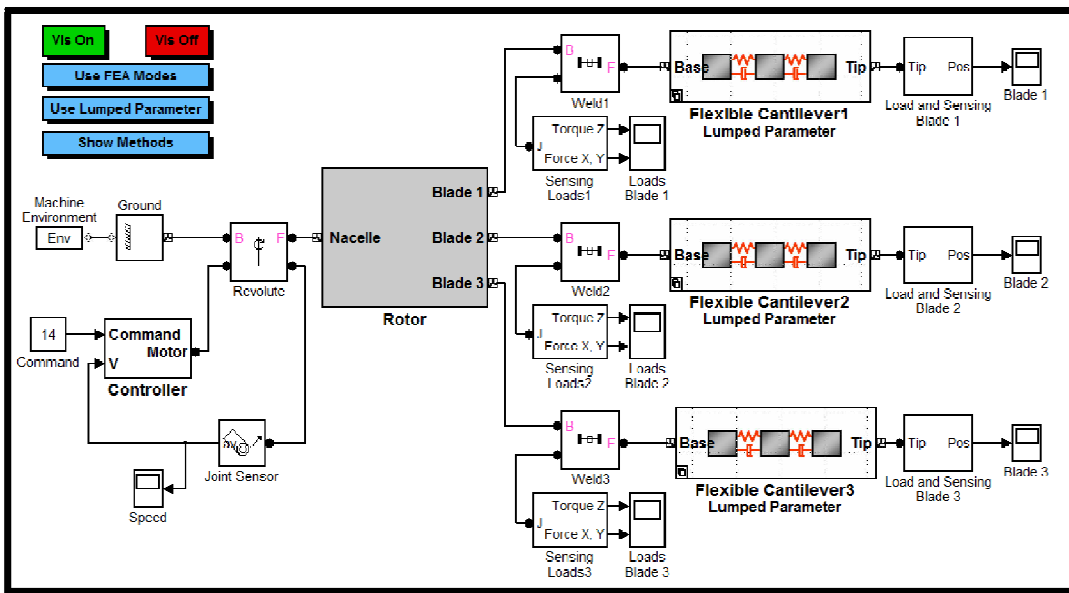 Vis On
Vis Off
Use FEA Modes
Use Lumped Parameter
Show Methods
Machine
Environment
Env
Ground
B
F
Revolute
14
Command
Command
Motor
V
Controller
Joint Sensor
Speed
Nacelle
Blade 1
Blade 2
Blade 3
Rotor
B
F
Weld1
J
Torque Z
Force X, Y
Sensing
Loads1
Loads
Blade 1
Base
Tip
Flexible Cantilever1
Lumped Parameter
Tip
Pos
Load and Sensing
Blade 1
Blade 1
B
F
Weld2
J
Torque Z
Force X, Y
Sensing
Loads2
Loads
Blade 2
Base
Tip
Flexible Cantilever2
Lumped Parameter
Tip
Pos
Load and Sensing
Blade 2
Blade 2
B
F
Weld3
J
Torque Z
Force X, Y
Sensing
Loads3
Loads
Blade 3
Base
Tip
Flexible Cantilever3
Lumped Parameter
Tip
Pos
Load and Sensing
Blade 3
Blade 3